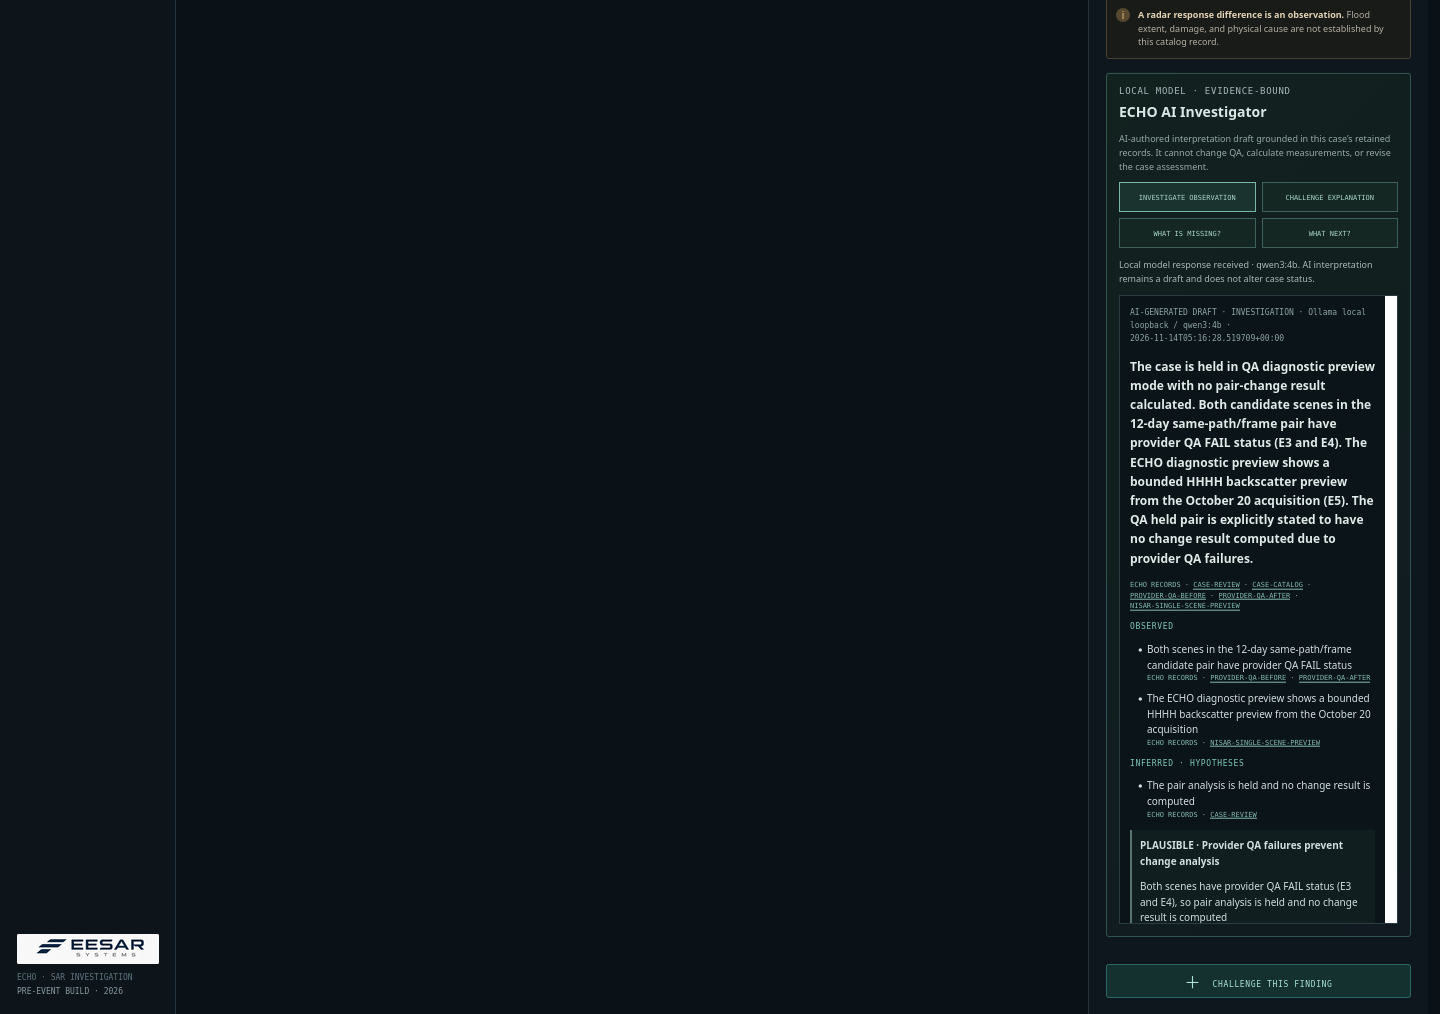 A radar response difference is an observation. Flood
extent, damage, and physical cause are not established by
this catalog record.
LOCAL MODEL · EVIDENCE-BOUND
ECHO AI Investigator
AI-authored interpretation draft grounded in this case's retained
records. It cannot change QA, calculate measurements, or revise
the case assessment.
INVESTIGATE OBSERVATION
CHALLENGE EXPLANATION
WHAT IS MISSING?
WHAT NEXT?
Local model response received · qwen3:4b. AI interpretation
remains a draft and does not alter case status.
AI-GENERATED DRAFT · INVESTIGATION · Ollama local
loopback / qwen3:4b ·
2026-11-14T05:16:28.519709+00:00
The case is held in QA diagnostic preview
mode with no pair-change result
calculated. Both candidate scenes in the
12-day same-path/frame pair have
provider QA FAIL status (E3 and E4). The
ECHO diagnostic preview shows a
bounded HHHH backscatter preview
from the October 20 acquisition (E5). The
QA held pair is explicitly stated to have
no change result computed due to
provider QA failures.
ECHO RECORDS · CASE-REVIEW · CASE-CATALOG ·
PROVIDER-QA-BEFORE · PROVIDER-QA-AFTER ·
NISAR-SINGLE-SCENE-PREVIEW
OBSERVED
• Both scenes in the 12-day same-path/frame
candidate pair have provider QA FAIL status
ECHO RECORDS · PROVIDER-QA-BEFORE · PROVIDER-QA-AFTER
• The ECHO diagnostic preview shows a bounded
HHHH backscatter preview from the October 20
acquisition
ECHO RECORDS · NISAR-SINGLE-SCENE-PREVIEW
INFERRED · HYPOTHESES
• The pair analysis is held and no change result is
computed
ECHO RECORDS · CASE-REVIEW
PLAUSIBLE · Provider QA failures prevent
change analysis
Both scenes have provider QA FAIL status (E3
and E4), so pair analysis is held and no change
result is computed
CHALLENGE THIS FINDING
EESAR
SYSTEMS
ECHO · SAR INVESTIGATION
PRE-EVENT BUILD · 2026